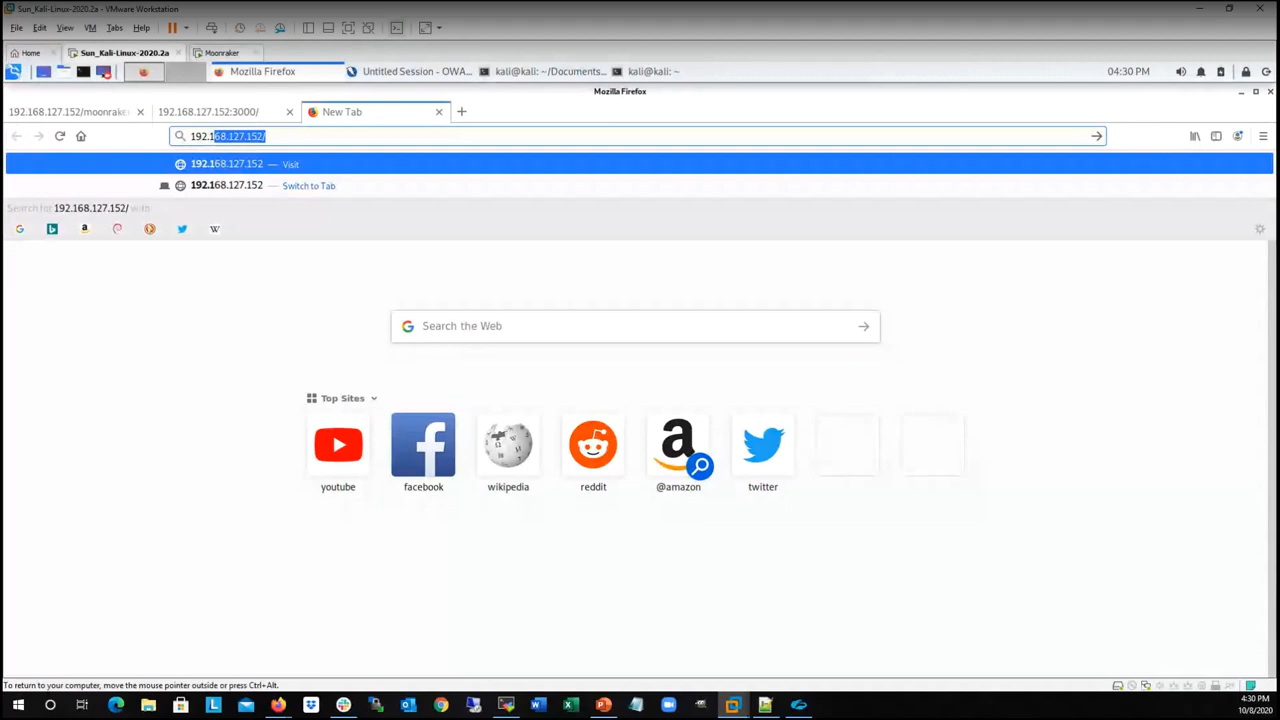 Sun_Kali-Linux-2020.2a - VMware Workstation
File Edit View VM Tabs Help
Home Sun_Kali-Linux-2020.2a Moonraker
Mozilla Firefox Untitled Session - OWA... kali@kali: ~/Documents... kali@kali: ~ 04:30 PM
Mozilla Firefox
192.168.127.152/moonrake 192.168.127.152:3000/ New Tab
192.168.127.152/
192.168.127.152 — Visit
192.168.127.152 — Switch to Tab
Search for 192.168.127.152/ with
Search the Web
Top Sites
youtube facebook wikipedia reddit @amazon twitter
To return to your computer, move the mouse pointer outside or press Ctrl+Alt.
4:30 PM
10/8/2020